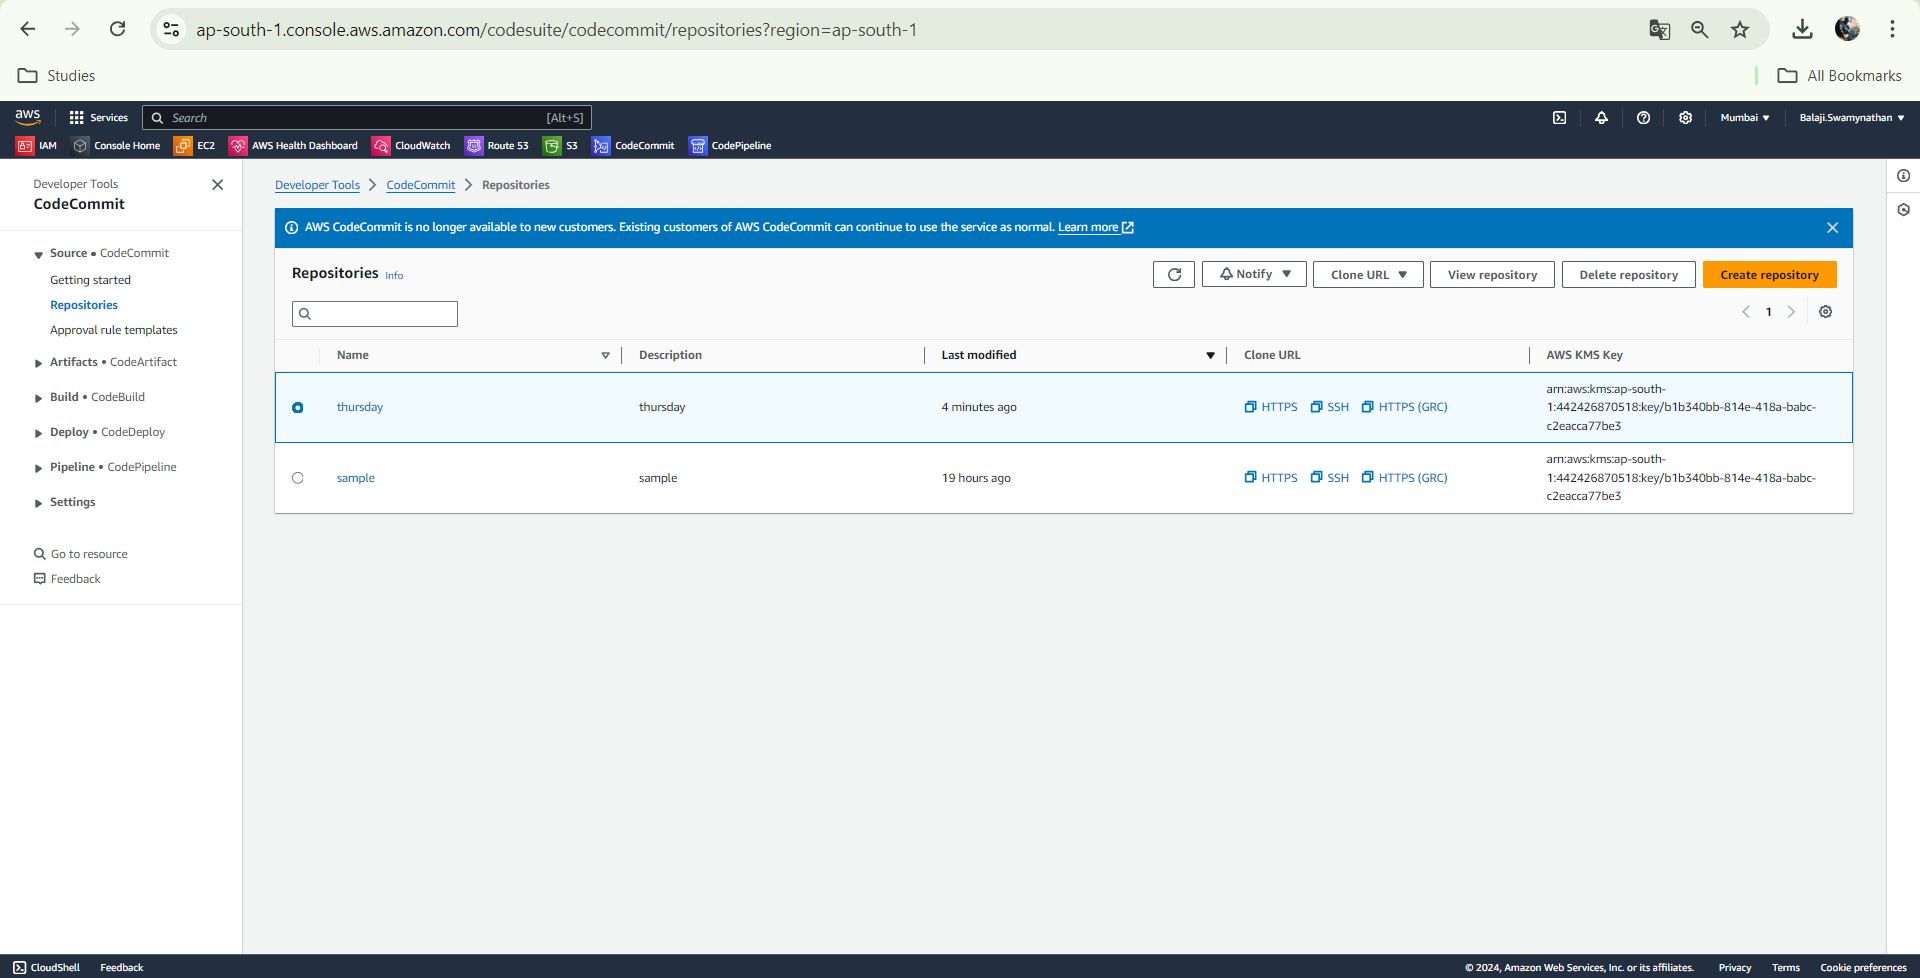 ap-south-1.console.aws.amazon.com/codesuite/codecommit/repositories?region=ap-south-1
Studies
All Bookmarks
aws Services Search [Alt+S] Mumbai ▼ Balaji.Swamynathan ▼
IAM Console Home EC2 AWS Health Dashboard CloudWatch Route 53 S3 CodeCommit CodePipeline
Developer Tools
CodeCommit
Source • CodeCommit
Getting started
Repositories
Approval rule templates
Artifacts • CodeArtifact
Build • CodeBuild
Deploy • CodeDeploy
Pipeline • CodePipeline
Settings
Go to resource
Feedback
Developer Tools > CodeCommit > Repositories
AWS CodeCommit is no longer available to new customers. Existing customers of AWS CodeCommit can continue to use the service as normal. Learn more
Repositories Info
Notify ▼ Clone URL ▼ View repository Delete repository Create repository
1
Name Description Last modified Clone URL AWS KMS Key
thursday thursday 4 minutes ago HTTPS SSH HTTPS (GRC)
arn:aws:kms:ap-south-
1:442426870518:key/b1b340bb-814e-418a-babc-
c2eacca77be3
sample sample 19 hours ago HTTPS SSH HTTPS (GRC)
arn:aws:kms:ap-south-
1:442426870518:key/b1b340bb-814e-418a-babc-
c2eacca77be3
CloudShell Feedback © 2024, Amazon Web Services, Inc. or its affiliates. Privacy Terms Cookie preferences